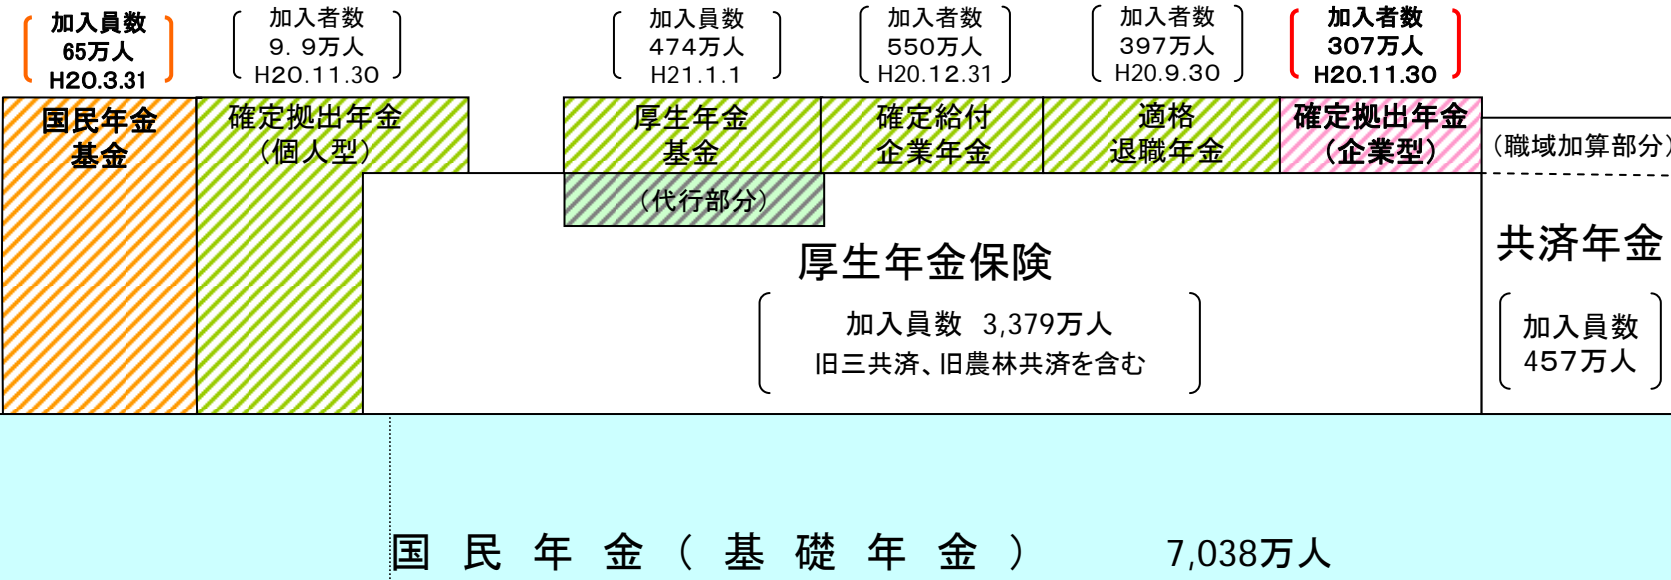 加入員数
65万人
H20.3.31
加入者数
9.9万人
H20.11.30
加入員数
474万人
H21.1.1
加入者数
550万人
H20.12.31
加入者数
397万人
H20.9.30
加入者数
307万人
H20.11.30
国民年金
基金
確定拠出年金
(個人型)
厚生年金
基金
確定給付
企業年金
適格
退職年金
確定拠出年金
(企業型)
(職域加算部分)
(代行部分)
厚生年金保険
加入員数 3,379万人
旧三共済、旧農林共済を含む
共済年金
加入員数
457万人
国民年金(基礎年金) 7,038万人